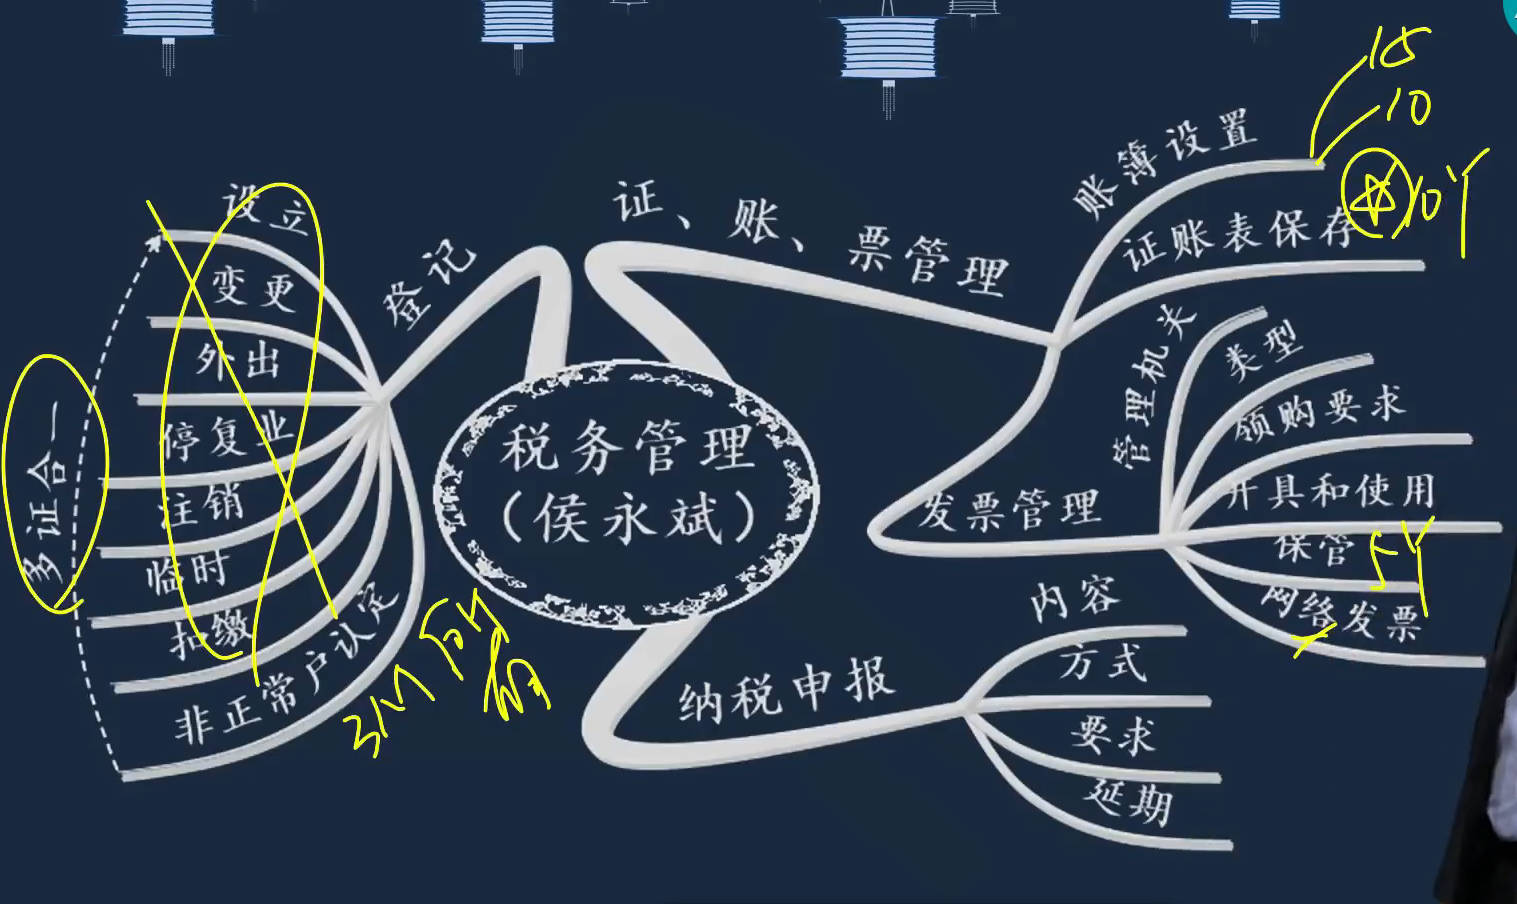 税务管理
（侯永斌）
登记
设立
变更
外出
停复业
注销
临时
扣缴
非正常户认定
多证合一
证、账、票管理
账簿设置
15
10
证账表保存
10Y
发票管理
管理机关
类型
领购要求
开具和使用
保管
5Y
网络发票
纳税申报
内容
方式
要求
延期